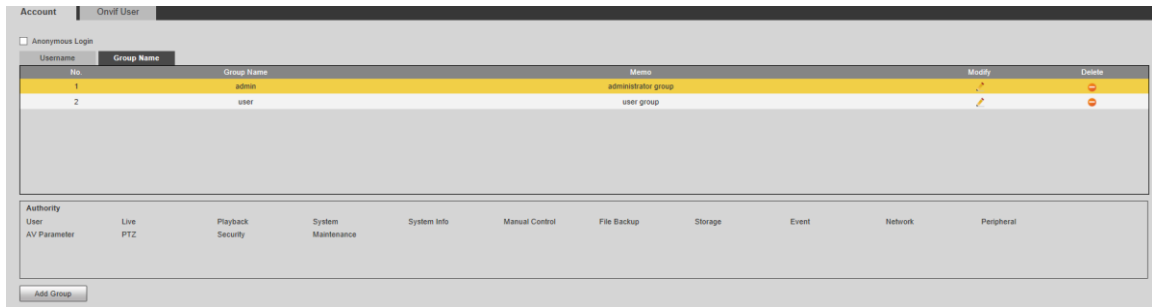 Account Onvif User
Anonymous Login
Username Group Name
No. Group Name Memo Modify Delete
1 admin administrator group
2 user user group
Authority
User Live Playback System System Info Manual Control File Backup Storage Event Network Peripheral
AV Parameter PTZ Security Maintenance
Add Group